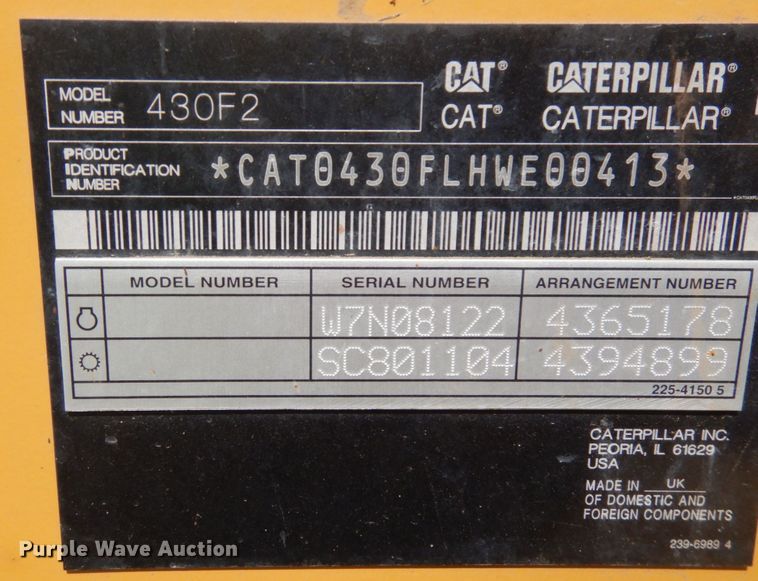 MODEL NUMBER 430F2
CAT® CATERPILLAR®
CAT® CATERPILLAR®
PRODUCT IDENTIFICATION NUMBER *CAT0430FLHWE00413*
MODEL NUMBER SERIAL NUMBER ARRANGEMENT NUMBER
W7N08122 4365178
SC801104 4394899
225-4150 5
CATERPILLAR INC.
PEORIA, IL 61629
USA
MADE IN UK
OF DOMESTIC AND
FOREIGN COMPONENTS
239-6989 4
Purple Wave Auction